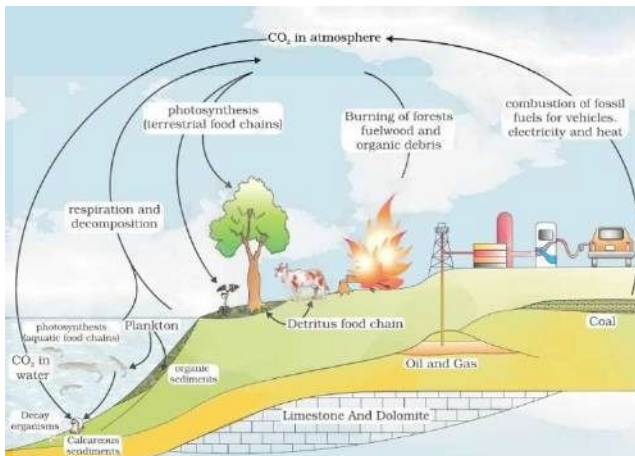 CO₂ in atmosphere
photosynthesis
(terrestrial food chains)
Burning of forests
fuelwood and
organic debris
combustion of fossil
fuels for vehicles.
electricity and heat
respiration and
decomposition
photosynthesis
(aquatic food chains)
Plankton
Detritus food chain
CO₂ in
water
organic
sediments
Oil and Gas
Coal
Decay
organisms
Calcareous
sendiments
Limestone And Dolomite